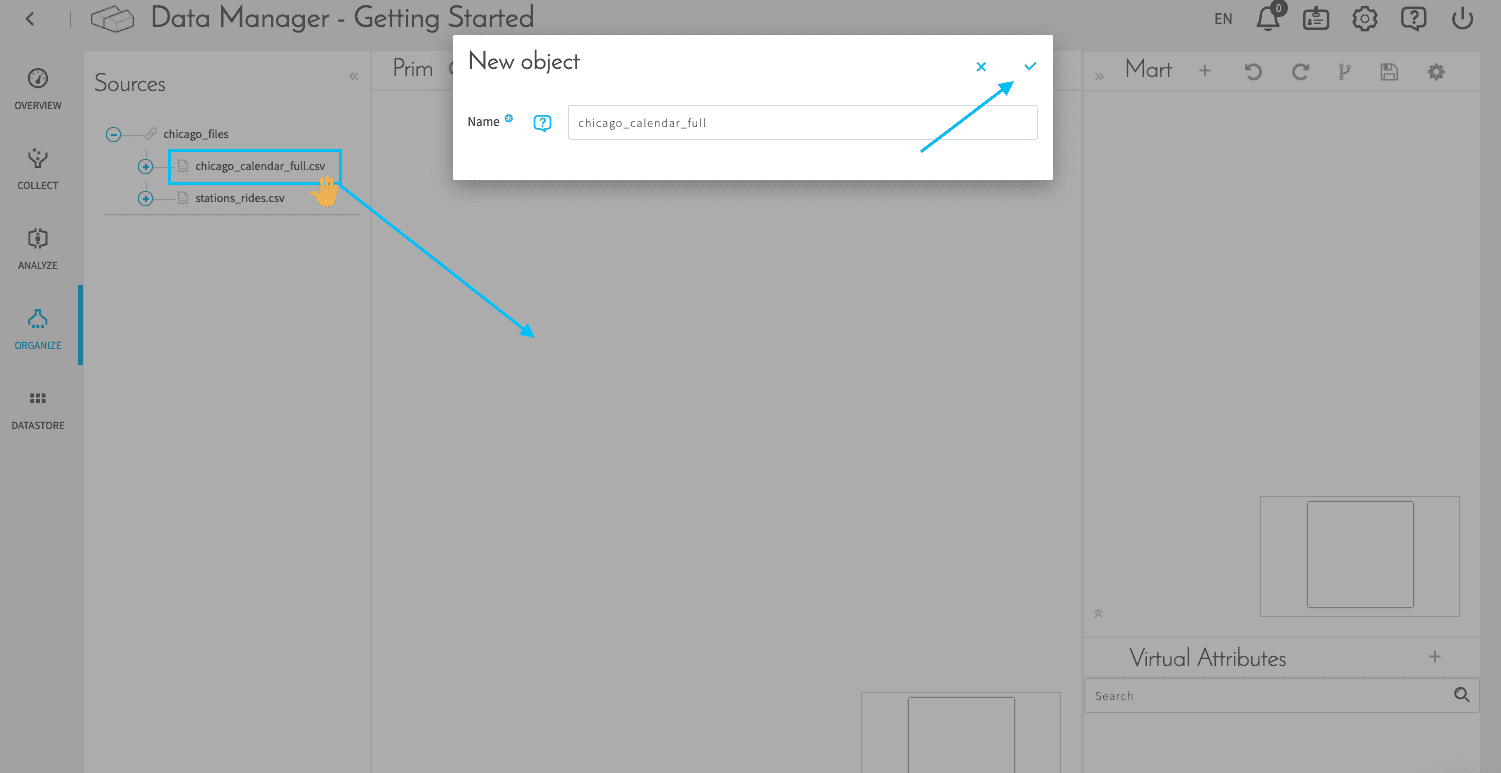 Data Manager - Getting Started
EN
0
OVERVIEW
COLLECT
ANALYZE
ORGANIZE
DATASTORE
Sources
chicago_files
chicago_calendar_full.csv
stations_rides.csv
Prim
New object
Name
chicago_calendar_full
Mart
Virtual Attributes
Search